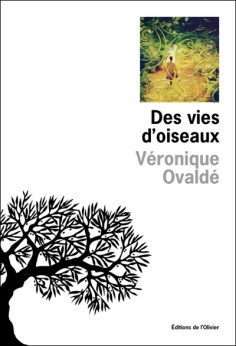 Des vies
d'oiseaux
Véronique
Ovaldé
Éditions de l'Olivier